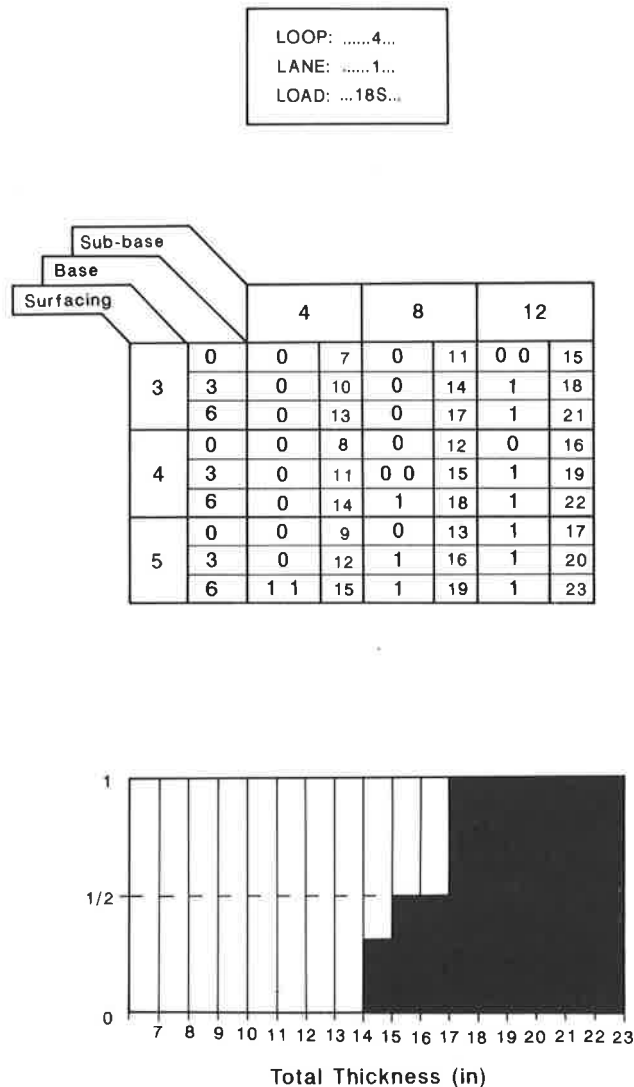 LOOP: ......4...
LANE: ......1...
LOAD: ...18S...
Sub-base
Base
Surfacing
4 8 12
3 0 0 7 0 11 0 0 15
3 0 10 0 14 1 18
6 0 13 0 17 1 21
4 0 0 8 0 12 0 16
3 0 11 0 0 15 1 19
6 0 14 1 18 1 22
5 0 0 9 0 13 1 17
3 0 12 1 16 1 20
6 1 1 15 1 19 1 23
1
1/2
0
7 8 9 10 11 12 13 14 15 16 17 18 19 20 21 22 23
Total Thickness (in)